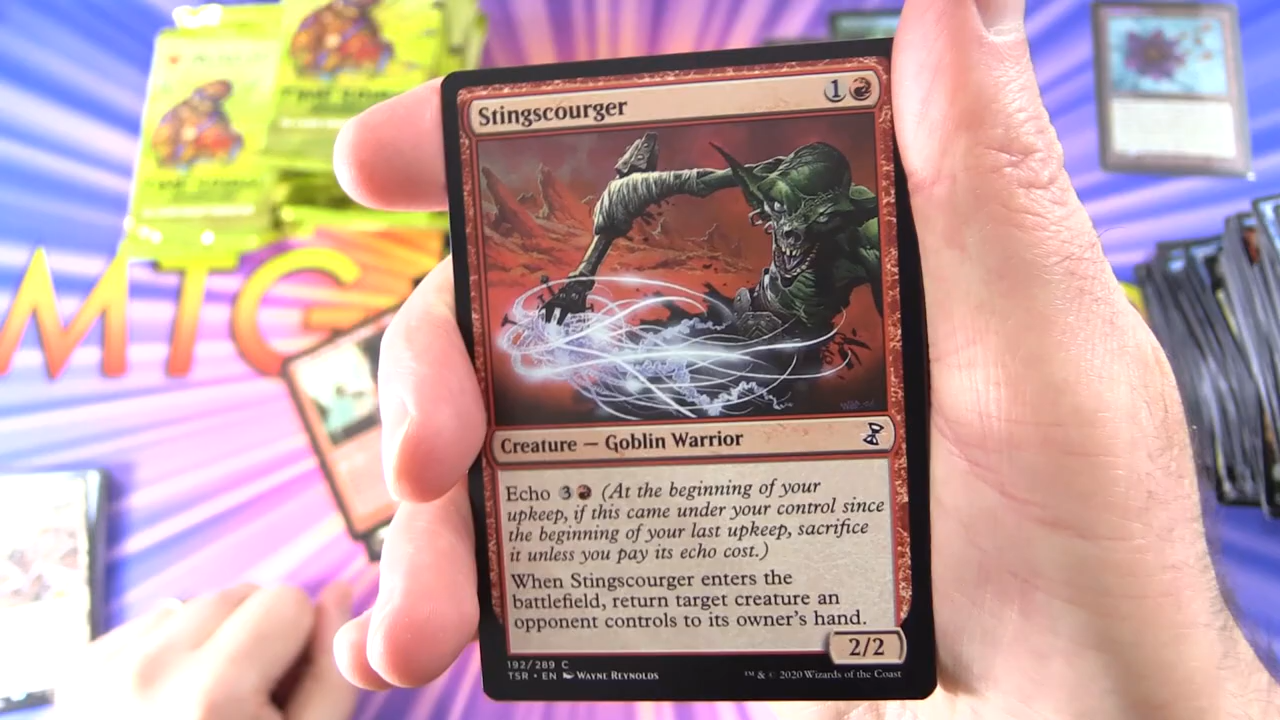 MTG
Stingscourger
1
Creature — Goblin Warrior
Echo 3 (At the beginning of your
upkeep, if this came under your control since
the beginning of your last upkeep, sacrifice
it unless you pay its echo cost.)
When Stingscourger enters the
battlefield, return target creature an
opponent controls to its owner's hand.
2/2
192/289 C
TSR • EN Wayne Reynolds
™ & © 2020 Wizards of the Coast